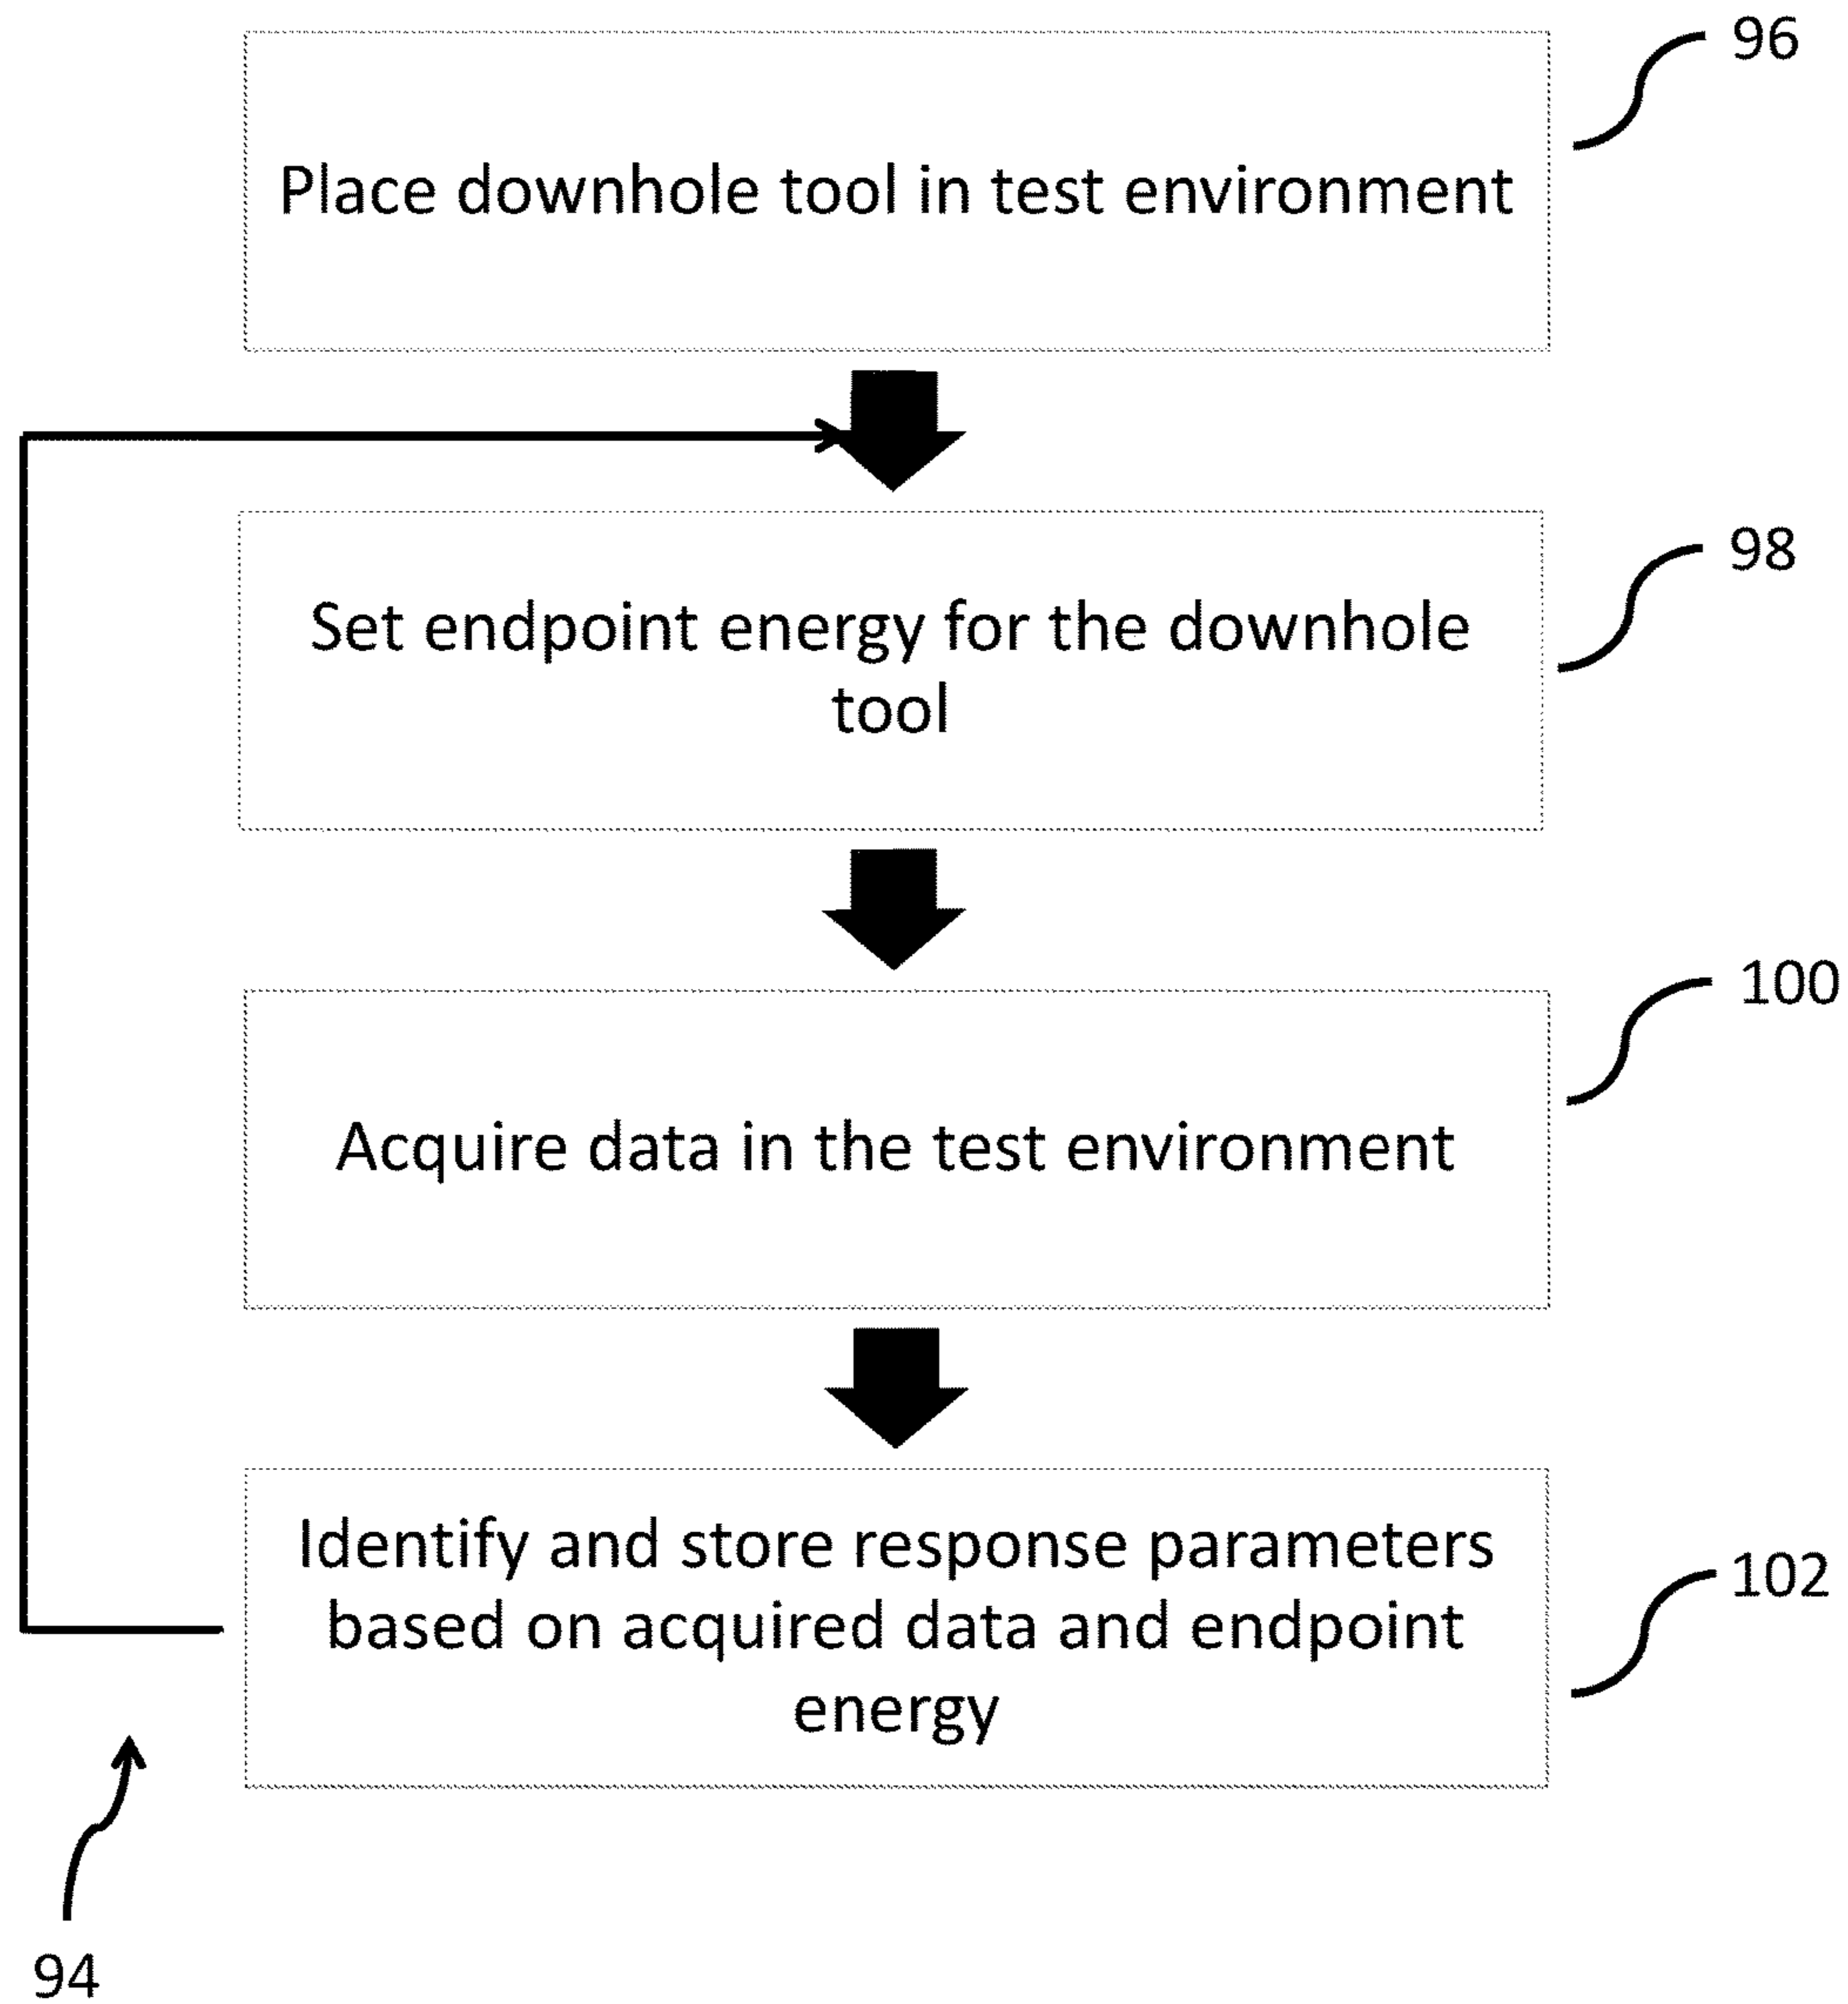 96
Place downhole tool in test environment
98
Set endpoint energy for the downhole
tool
100
Acquire data in the test environment
Identify and store response parameters
based on acquired data and endpoint
energy
102
94